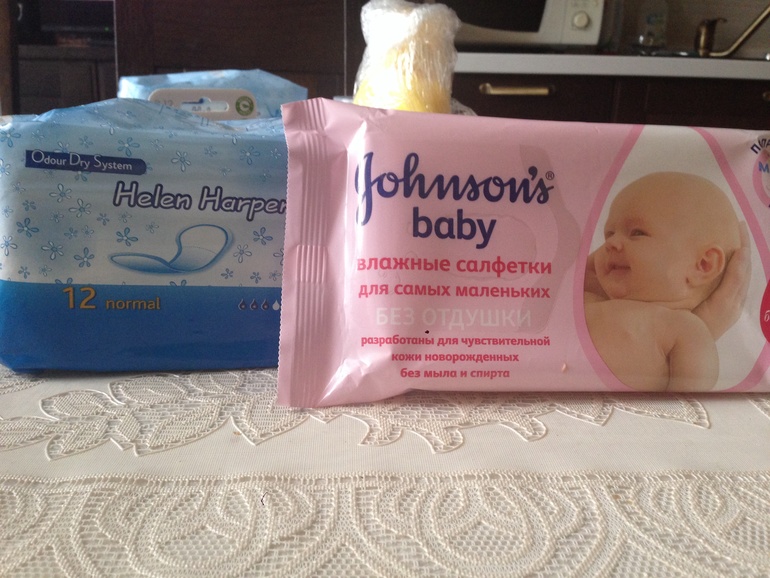 Odour Dry System
Helen Harper
12 normal
Johnson's®
baby
влажные салфетки
для самых маленьких
БЕЗ ОТДУШКИ
разработаны для чувствительной
кожи новорожденных
без мыла и спирта